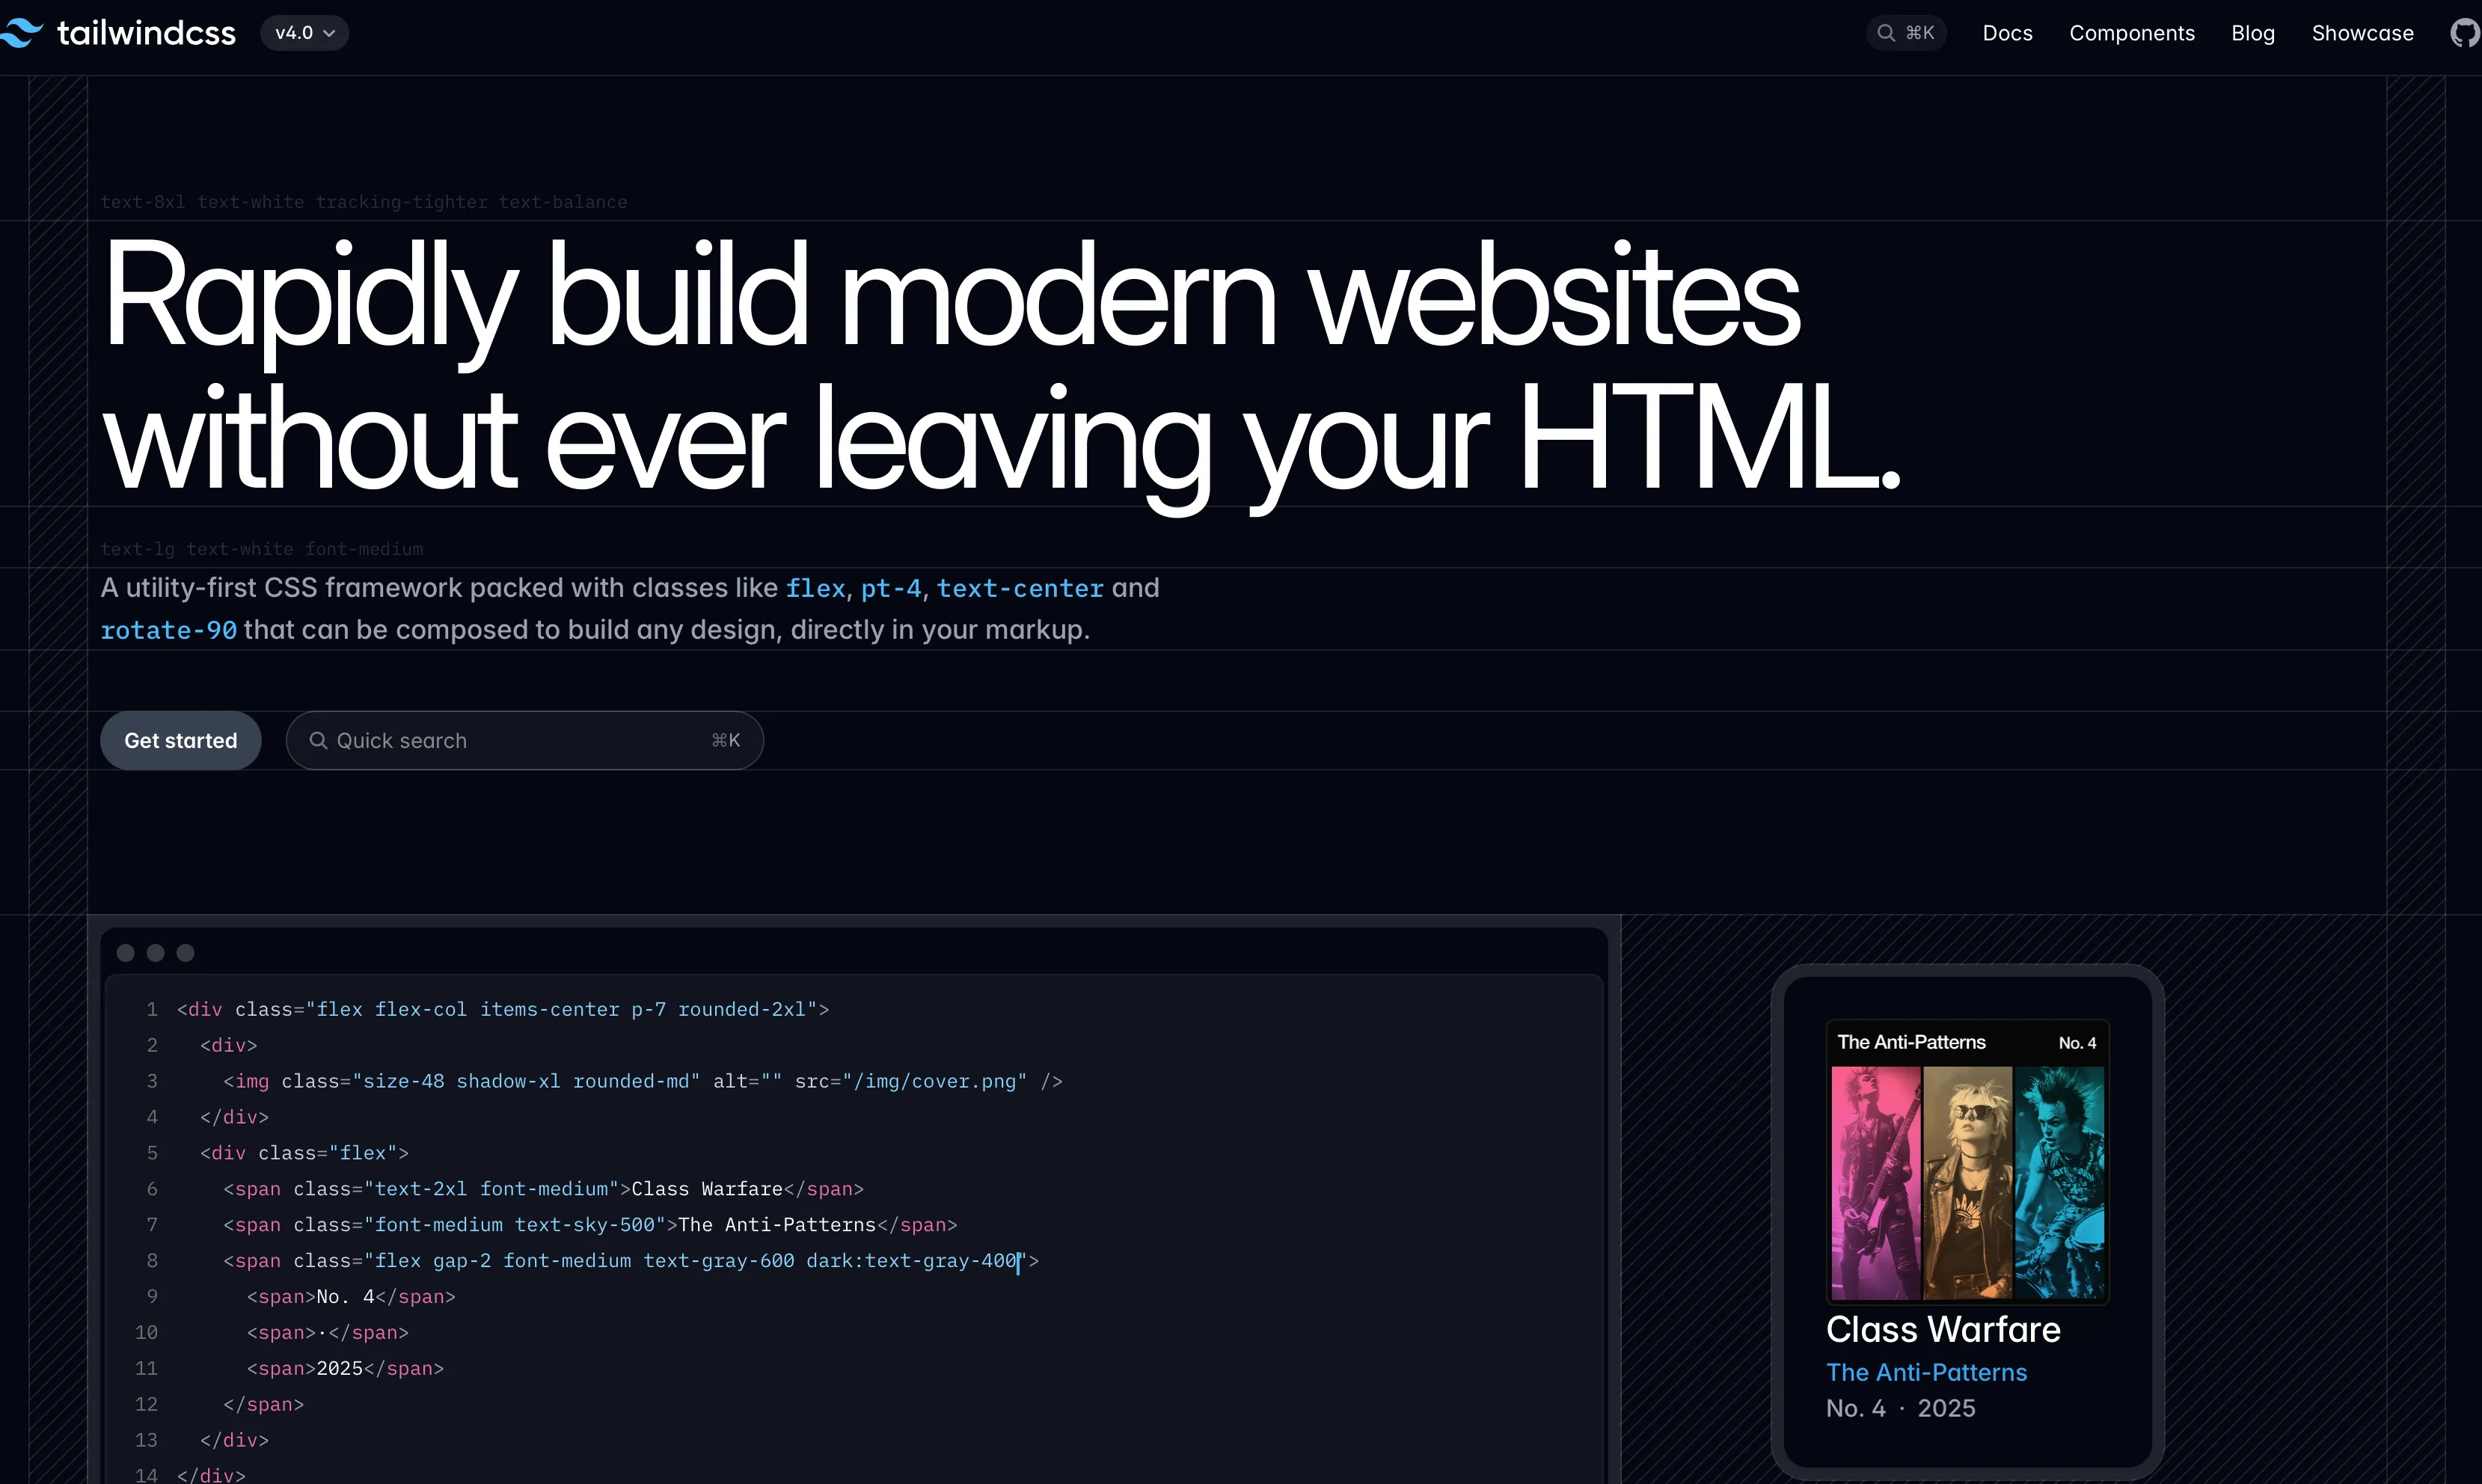 tailwindcss v4.0 ⌘K Docs Components Blog Showcase
text-8xl text-white tracking-tighter text-balance
Rapidly build modern websites
without ever leaving your HTML.
text-lg text-white font-medium
A utility-first CSS framework packed with classes like flex, pt-4, text-center and
rotate-90 that can be composed to build any design, directly in your markup.
Get started Quick search ⌘K
1 <div class="flex flex-col items-center p-7 rounded-2xl">
2 <div>
3 <img class="size-48 shadow-xl rounded-md" alt="" src="/img/cover.png" />
4 </div>
5 <div class="flex">
6 <span class="text-2xl font-medium">Class Warfare</span>
7 <span class="font-medium text-sky-500">The Anti-Patterns</span>
8 <span class="flex gap-2 font-medium text-gray-600 dark:text-gray-400">
9 <span>No. 4</span>
10 <span>·</span>
11 <span>2025</span>
12 </span>
13 </div>
14 </div>
The Anti-Patterns No. 4
Class Warfare
The Anti-Patterns
No. 4 · 2025